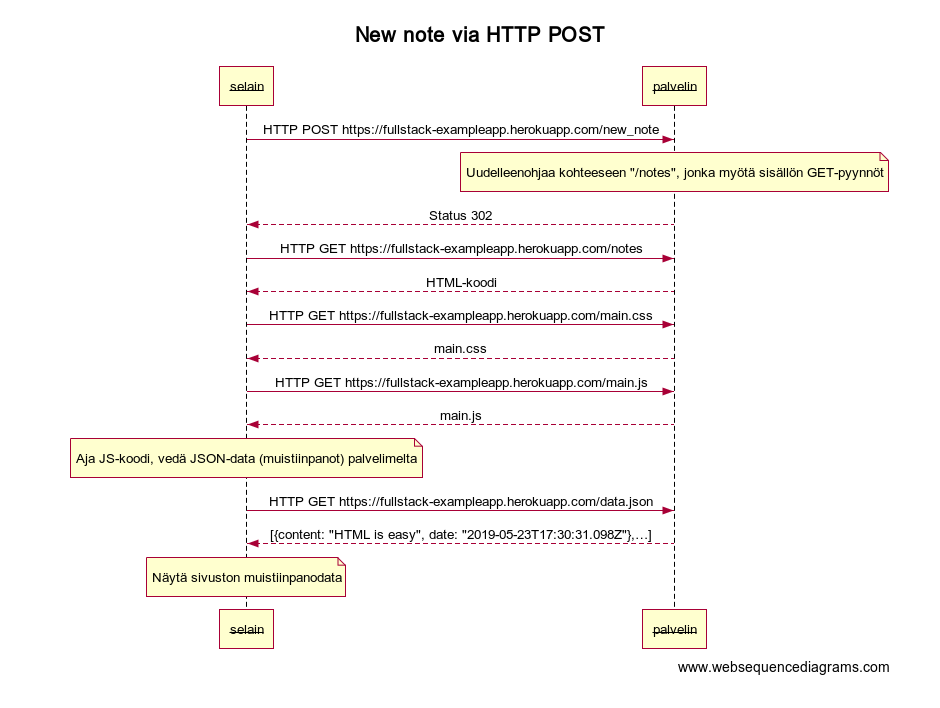 New note via HTTP POST
selain palvelin
HTTP POST https://fullstack-exampleapp.herokuapp.com/new_note
Uudelleenohjaa kohteeseen "/notes", jonka myötä sisällön GET-pyynnöt
Status 302
HTTP GET https://fullstack-exampleapp.herokuapp.com/notes
HTML-koodi
HTTP GET https://fullstack-exampleapp.herokuapp.com/main.css
main.css
HTTP GET https://fullstack-exampleapp.herokuapp.com/main.js
main.js
Aja JS-koodi, vedä JSON-data (muistiinpanot) palvelimelta
HTTP GET https://fullstack-exampleapp.herokuapp.com/data.json
[{content: "HTML is easy", date: "2019-05-23T17:30:31.098Z"},...]
Näytä sivuston muistiinpanodata
selain palvelin
www.websequencediagrams.com